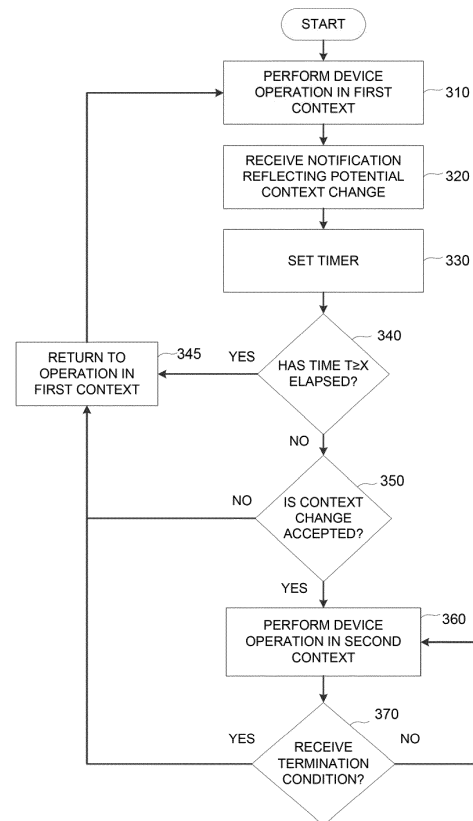 START
PERFORM DEVICE
OPERATION IN FIRST
CONTEXT
310
RECEIVE NOTIFICATION
REFLECTING POTENTIAL
CONTEXT CHANGE
320
SET TIMER
330
340
HAS TIME T≥X
ELAPSED?
YES
345
RETURN TO
OPERATION IN
FIRST CONTEXT
NO
350
IS CONTEXT
CHANGE
ACCEPTED?
NO
YES
360
PERFORM DEVICE
OPERATION IN SECOND
CONTEXT
370
YES
RECEIVE
TERMINATION
CONDITION?
NO